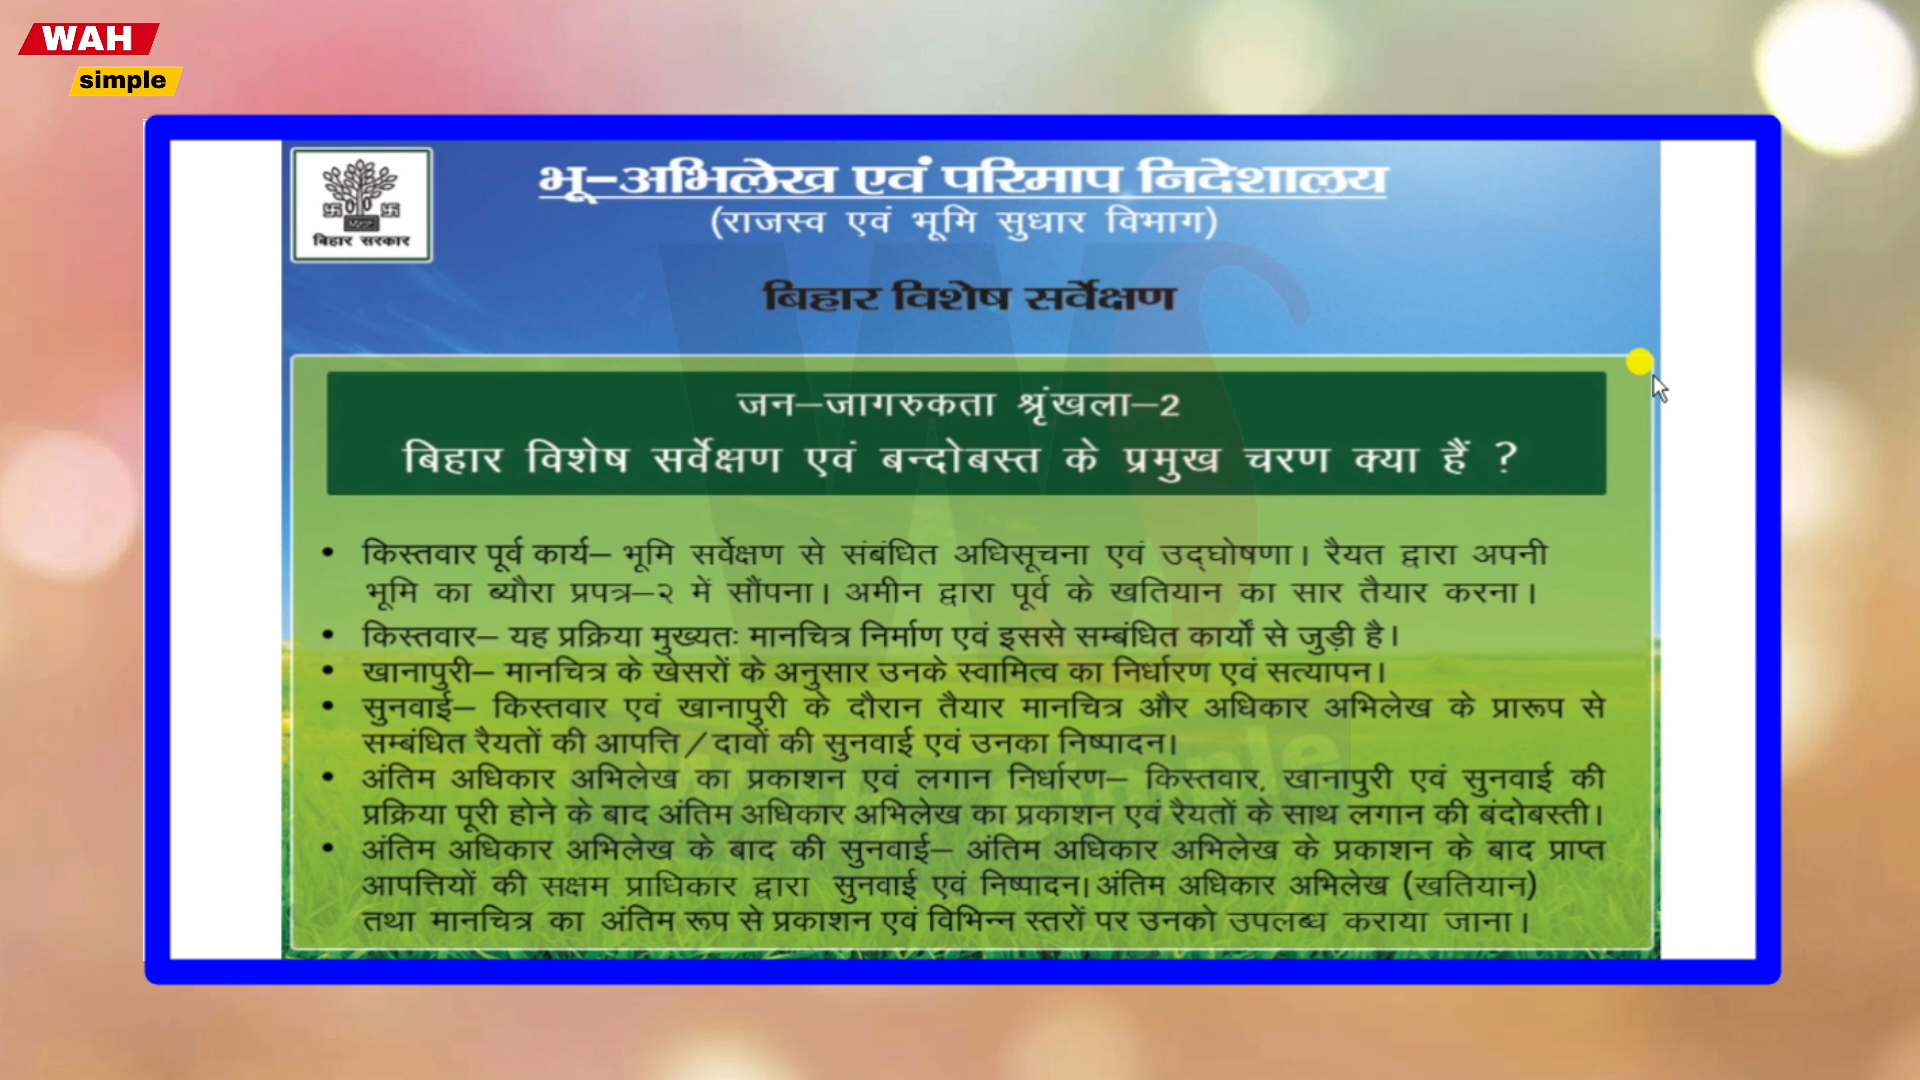 WAH
simple
बिहार सरकार
भू–अभिलेख एवं परिमाप निदेशालय
(राजस्व एवं भूमि सुधार विभाग)
बिहार विशेष सर्वेक्षण
जन–जागरुकता श्रृंखला–2
बिहार विशेष सर्वेक्षण एवं बन्दोबस्त के प्रमुख चरण क्या हैं ?
• किस्तवार पूर्व कार्य– भूमि सर्वेक्षण से संबंधित अधिसूचना एवं उद्घोषणा। रैयत द्वारा अपनी
भूमि का ब्यौरा प्रपत्र–२ में सौंपना। अमीन द्वारा पूर्व के खतियान का सार तैयार करना।
• किस्तवार– यह प्रक्रिया मुख्यतः मानचित्र निर्माण एवं इससे सम्बंधित कार्यों से जुड़ी है।
• खानापुरी– मानचित्र के खेसरों के अनुसार उनके स्वामित्व का निर्धारण एवं सत्यापन।
• सुनवाई– किस्तवार एवं खानापुरी के दौरान तैयार मानचित्र और अधिकार अभिलेख के प्रारूप से
सम्बंधित रैयतों की आपत्ति/दावों की सुनवाई एवं उनका निष्पादन।
• अंतिम अधिकार अभिलेख का प्रकाशन एवं लगान निर्धारण– किस्तवार, खानापुरी एवं सुनवाई की
प्रक्रिया पूरी होने के बाद अंतिम अधिकार अभिलेख का प्रकाशन एवं रैयतों के साथ लगान की बंदोबस्ती।
• अंतिम अधिकार अभिलेख के बाद की सुनवाई– अंतिम अधिकार अभिलेख के प्रकाशन के बाद प्राप्त
आपत्तियों की सक्षम प्राधिकार द्वारा सुनवाई एवं निष्पादन। अंतिम अधिकार अभिलेख (खतियान)
तथा मानचित्र का अंतिम रूप से प्रकाशन एवं विभिन्न स्तरों पर उनको उपलब्ध कराया जाना।